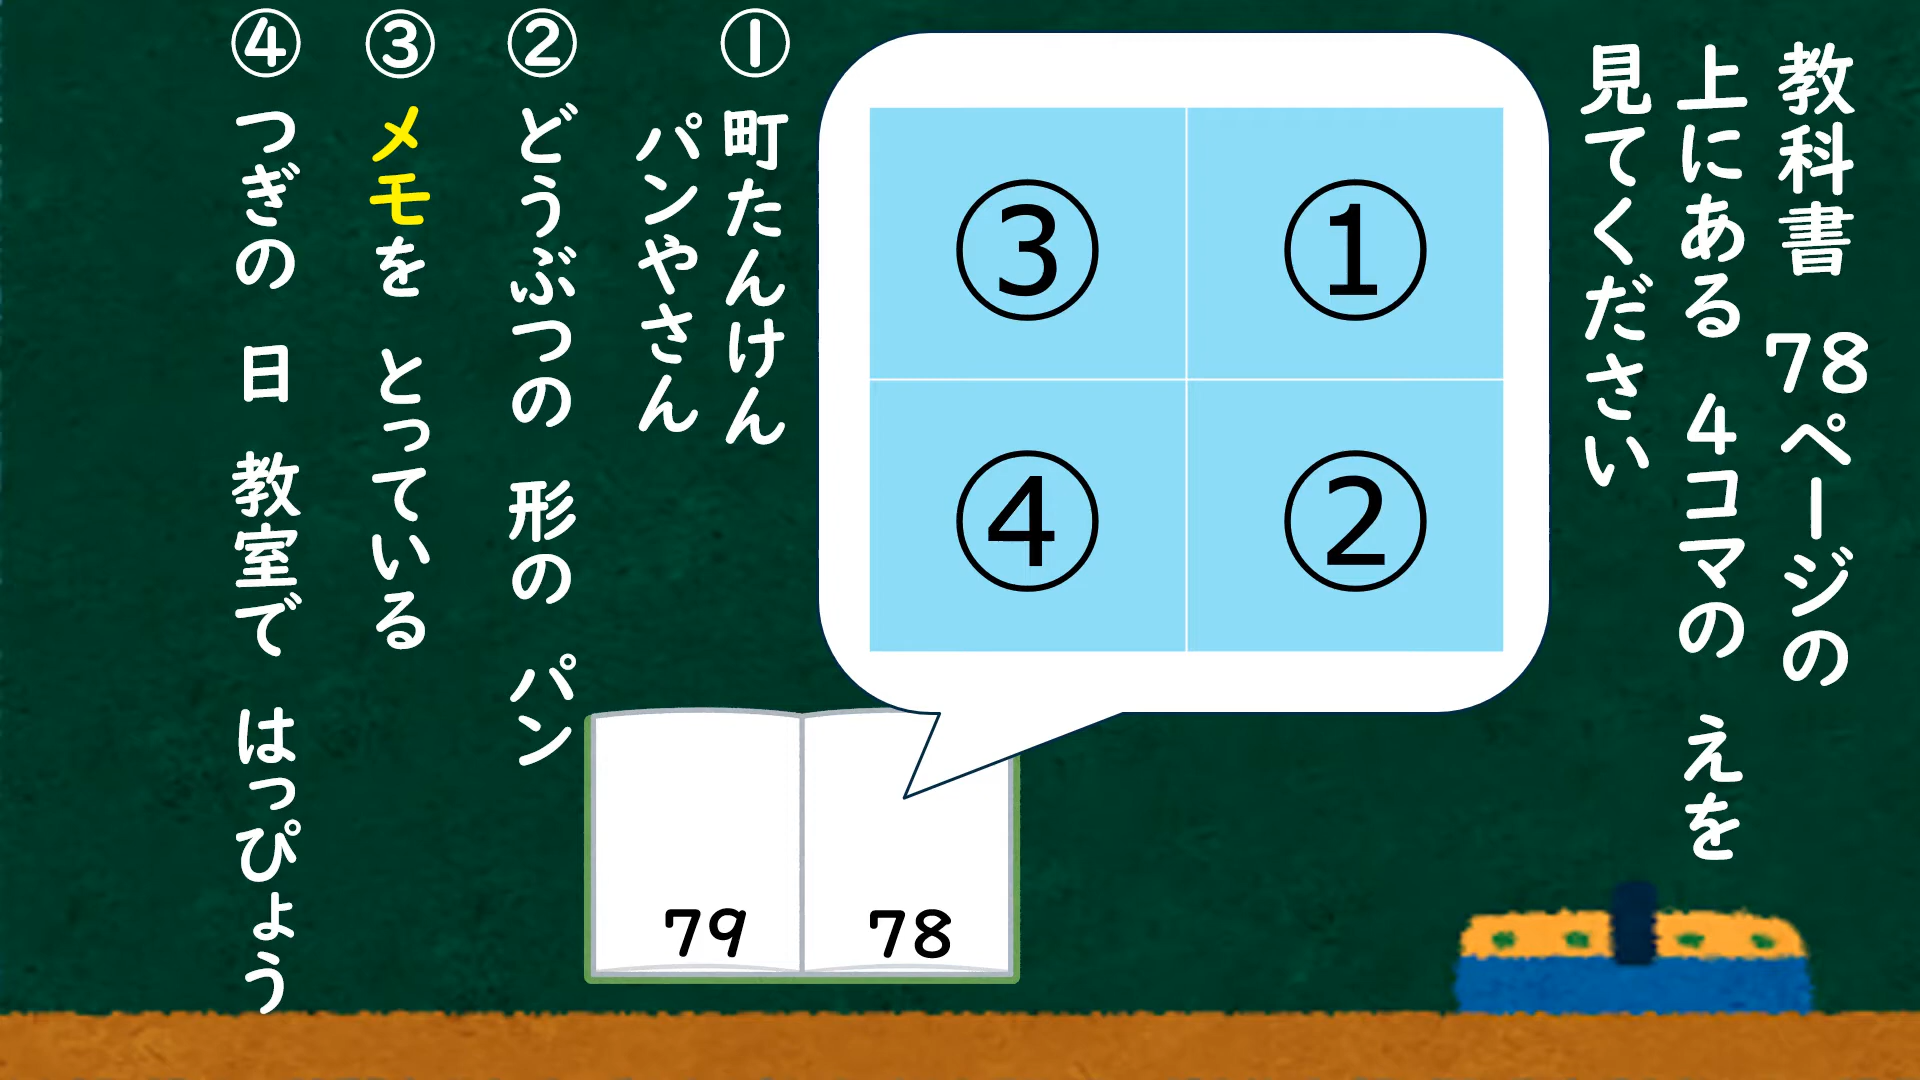 教科書 78ページの
上にある 4コマの えを
見てください
①
②
③
④
① 町たんけん
パンやさん
② どうぶつの 形の パン
③ メモを とっている
④ つぎの 日 教室で はっぴょう
78
79